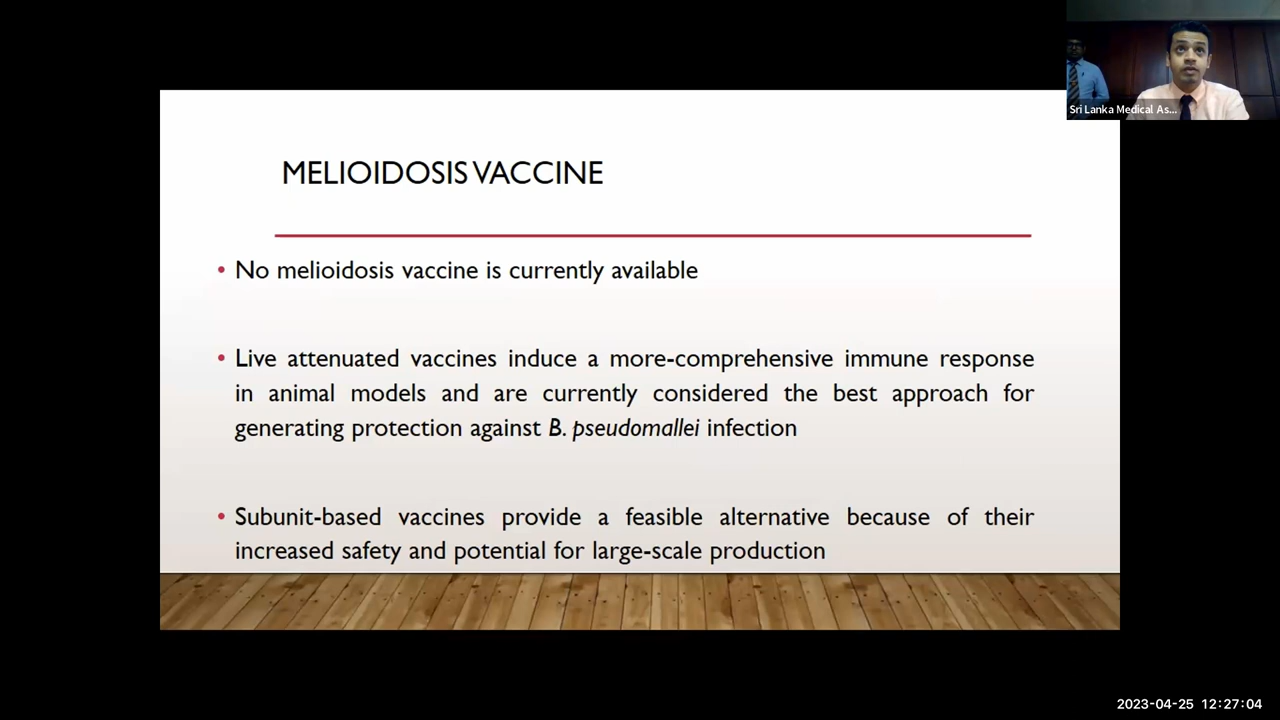 Sri Lanka Medical As...
MELIOIDOSIS VACCINE
• No melioidosis vaccine is currently available
• Live attenuated vaccines induce a more-comprehensive immune response
in animal models and are currently considered the best approach for
generating protection against B. pseudomallei infection
• Subunit-based vaccines provide a feasible alternative because of their
increased safety and potential for large-scale production
2023-04-25 12:27:04